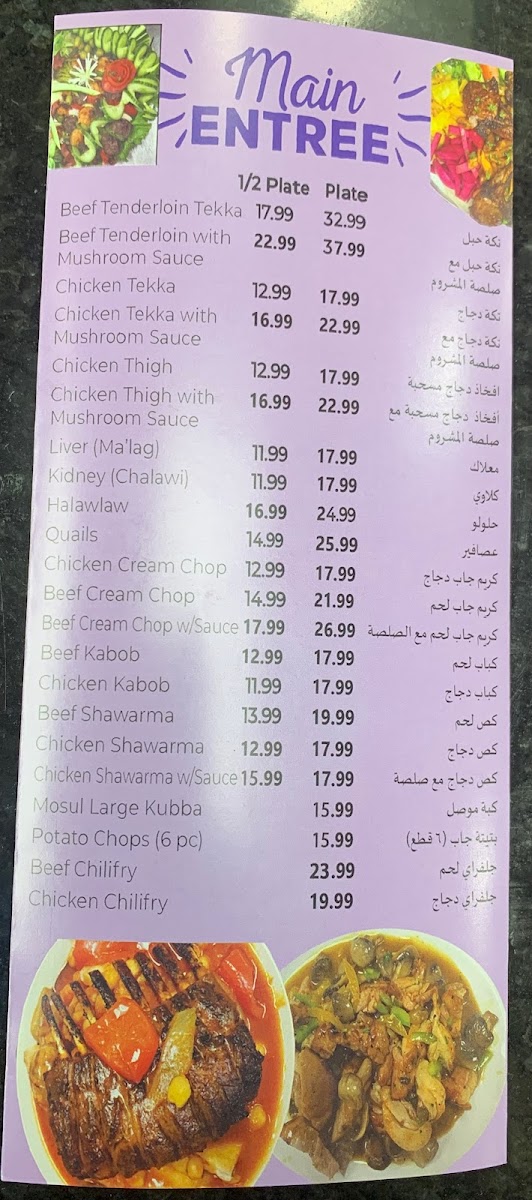 Main
ENTREE
1/2 Plate Plate
Beef Tenderloin Tekka 17.99 32.99 تكة حبل
Beef Tenderloin with 22.99 37.99 تكة حبل مع
Mushroom Sauce صلصة المشروم
Chicken Tekka 12.99 17.99 تكة دجاج
Chicken Tekka with 16.99 22.99 تكة دجاج مع
Mushroom Sauce صلصة المشروم
Chicken Thigh 12.99 17.99 افخاذ دجاج مسحبة
Chicken Thigh with 16.99 22.99 أفخاذ دجاج مسحبة مع
Mushroom Sauce صلصة المشروم
Liver (Ma'lag) 11.99 17.99 معلاك
Kidney (Chalawi) 11.99 17.99 كلاوي
Halawlaw 16.99 24.99 حلولو
Quails 14.99 25.99 عصافير
Chicken Cream Chop 12.99 17.99 كريم جاب دجاج
Beef Cream Chop 14.99 21.99 كريم جاب لحم
Beef Cream Chop w/Sauce 17.99 26.99 كريم جاب لحم مع الصلصة
Beef Kabob 12.99 17.99 كباب لحم
Chicken Kabob 11.99 17.99 كباب دجاج
Beef Shawarma 13.99 19.99 كص لحم
Chicken Shawarma 12.99 17.99 كص دجاج
Chicken Shawarma w/Sauce 15.99 17.99 كص دجاج مع صلصة
Mosul Large Kubba 15.99 كبة موصل
Potato Chops (6 pc) 15.99 بتيتة جاب (٦ قطع)
Beef Chilifry 23.99 جلفراي لحم
Chicken Chilifry 19.99 جلفراي دجاج